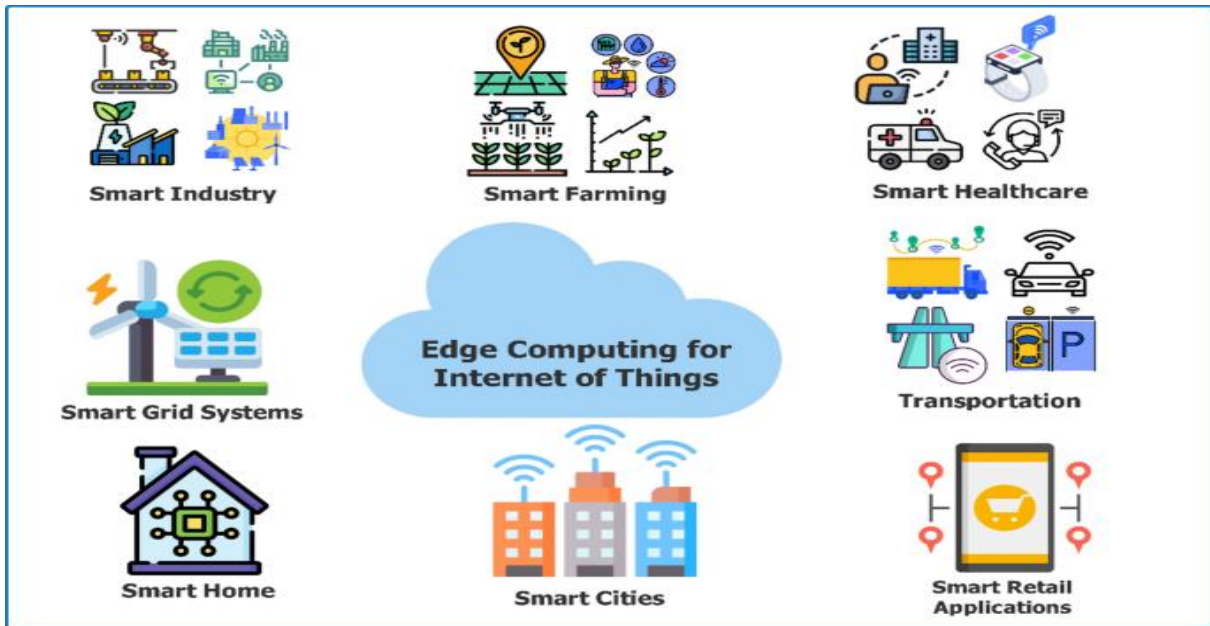 Smart Industry
Smart Farming
Smart Healthcare
Edge Computing for
Internet of Things
Smart Grid Systems
P
Transportation
Smart Home
Smart Cities
Smart Retail
Applications